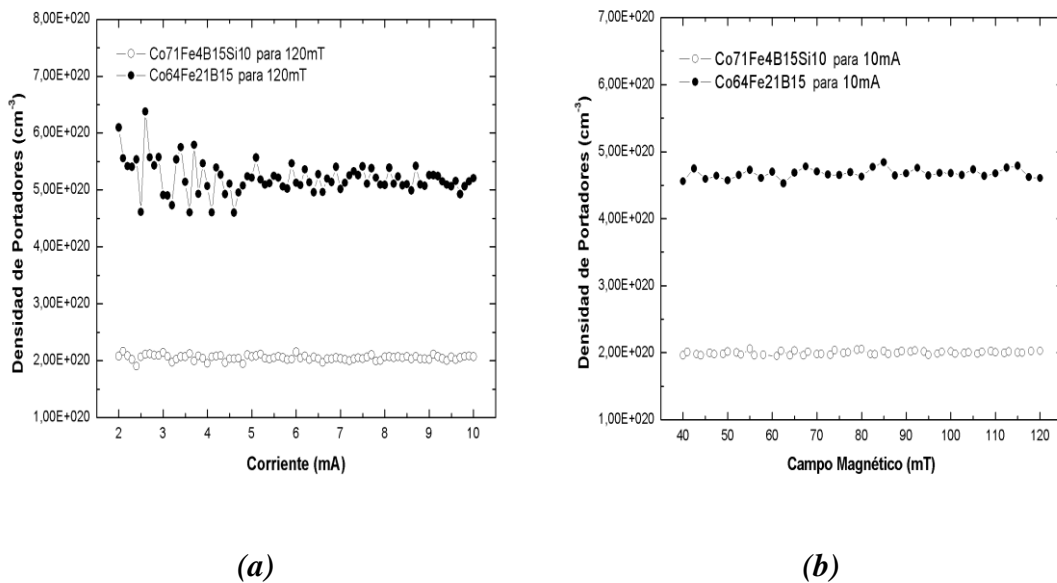 8,00E+020
7,00E+020
6,00E+020
5,00E+020
4,00E+020
3,00E+020
2,00E+020
1,00E+020
Densidad de Portadores (cm⁻³)
Co71Fe4B15Si10 para 120mT
Co64Fe21B15 para 120mT
2 3 4 5 6 7 8 9 10
Corriente (mA)
(a)
7,00E+020
6,00E+020
5,00E+020
4,00E+020
3,00E+020
2,00E+020
1,00E+020
Densidad de Portadores (cm⁻³)
Co71Fe4B15Si10 para 10mA
Co64Fe21B15 para 10mA
40 50 60 70 80 90 100 110 120
Campo Magnético (mT)
(b)